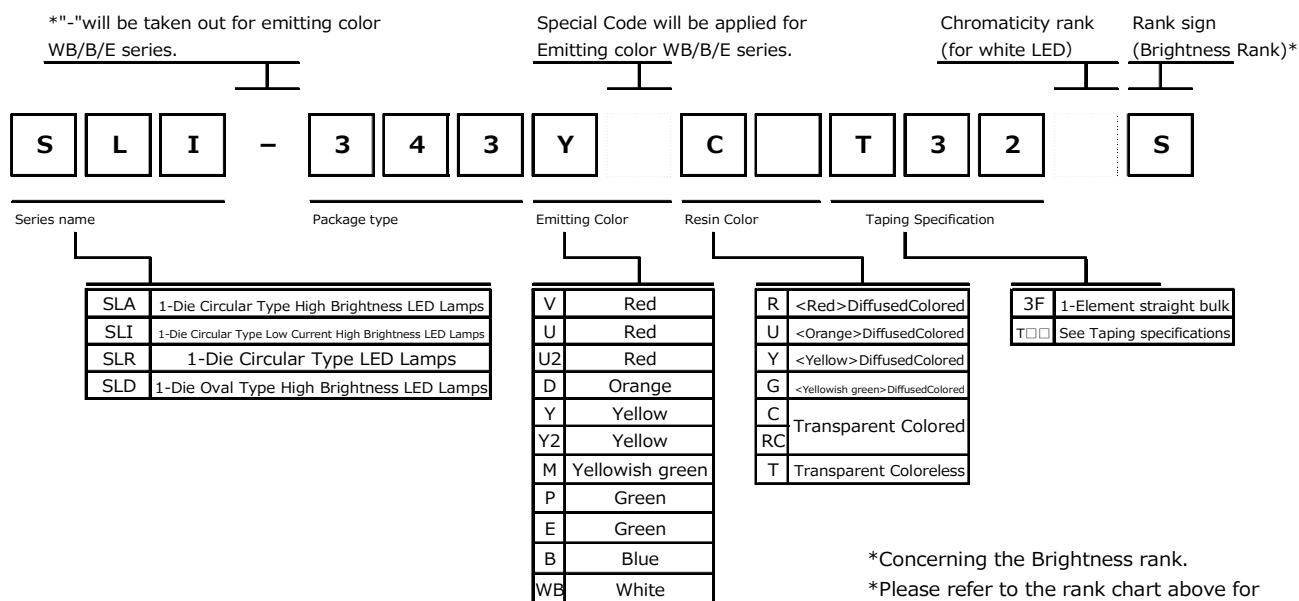 *"-"will be taken out for emitting color
WB/B/E series.
Special Code will be applied for
Emitting color WB/B/E series.
Chromaticity rank
(for white LED)
Rank sign
(Brightness Rank)*
S L I – 3 4 3 Y C T 3 2 S
Series name
Package type
Emitting Color
Resin Color
Taping Specification
SLA 1-Die Circular Type High Brightness LED Lamps
SLI 1-Die Circular Type Low Current High Brightness LED Lamps
SLR 1-Die Circular Type LED Lamps
SLD 1-Die Oval Type High Brightness LED Lamps
V Red
U Red
U2 Red
D Orange
Y Yellow
Y2 Yellow
M Yellowish green
P Green
E Green
B Blue
WB White
R <Red>DiffusedColored
U <Orange>DiffusedColored
Y <Yellow>DiffusedColored
G <Yellowish green>DiffusedColored
C
RC
Transparent Colored
T Transparent Coloreless
3F 1-Element straight bulk
T□□ See Taping specifications
*Concerning the Brightness rank.
*Please refer to the rank chart above for